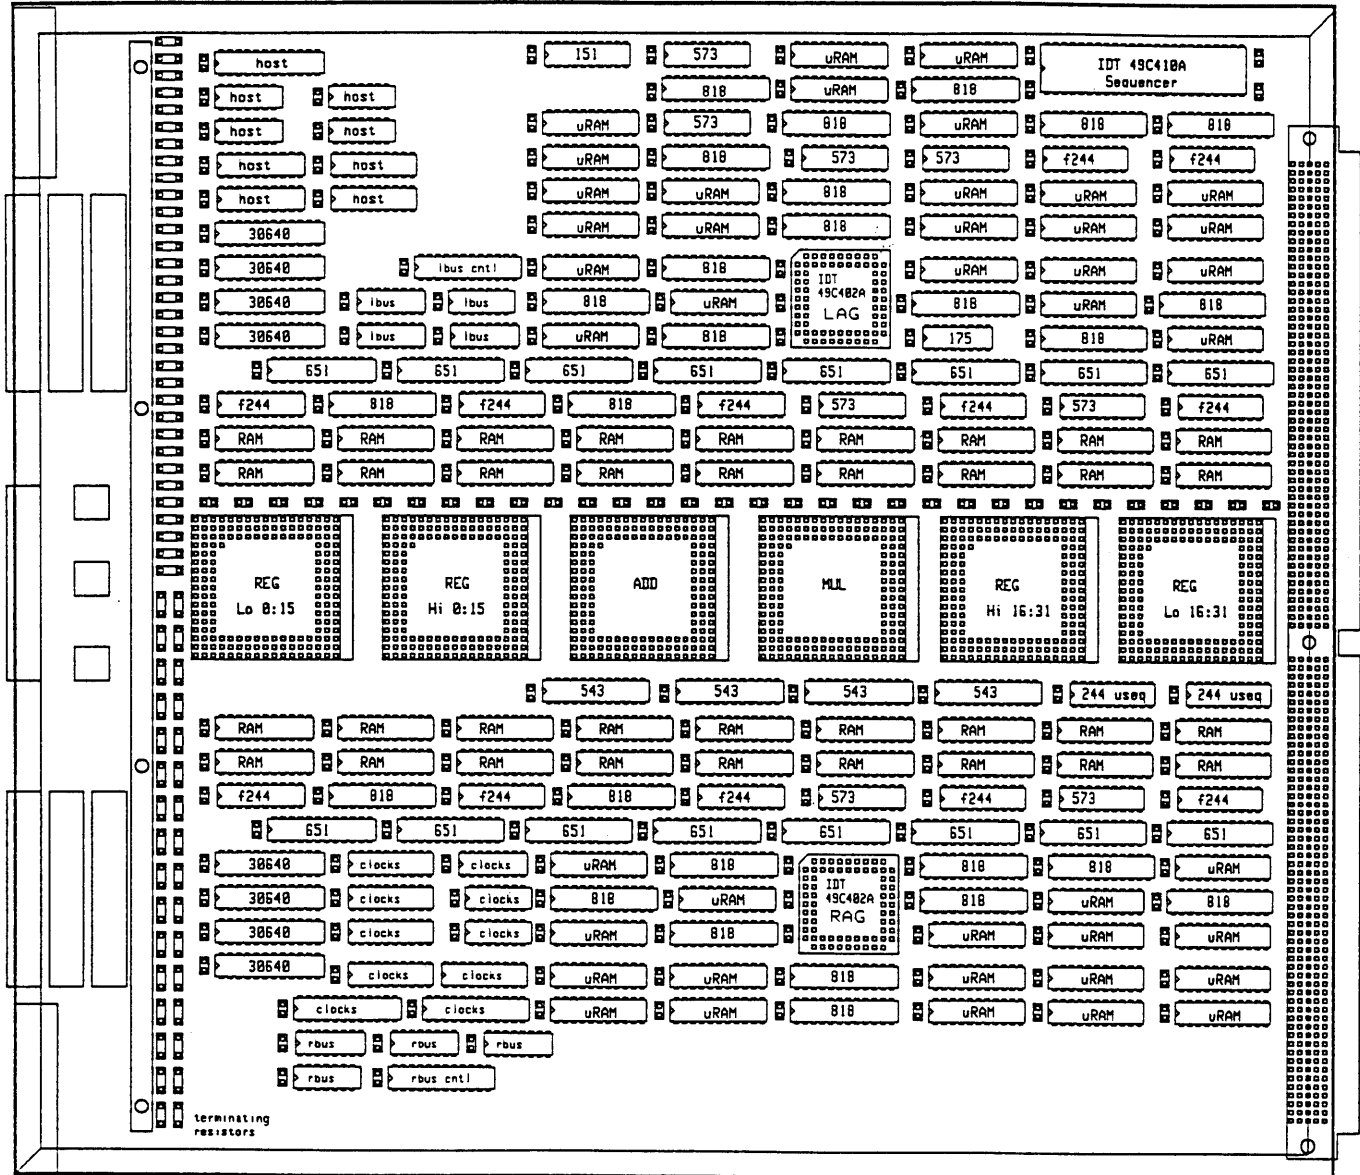 host 151 573 uRAM uRAM IDT 49C410A
Sequencer
host host 818 uRAM 818
host host uRAM 573 818 uRAM 818 818
host host uRAM 818 573 573 f244 f244
host host uRAM uRAM 818 uRAM uRAM uRAM
30640 uRAM uRAM 818 uRAM uRAM uRAM
30640 lbus cntl uRAM 818 uRAM uRAM uRAM
IDT
49C402A
LAG
30640 lbus lbus 818 uRAM 818 uRAM 818
30640 lbus lbus uRAM 818 175 818 uRAM
651 651 651 651 651 651 651 651
f244 818 f244 818 f244 573 f244 573 f244
RAM RAM RAM RAM RAM RAM RAM RAM RAM
RAM RAM RAM RAM RAM RAM RAM RAM RAM
REG
Lo 0:15
REG
Hi 0:15
ADD
MUL
REG
Hi 16:31
REG
Lo 16:31
543 543 543 543 244 useq 244 useq
RAM RAM RAM RAM RAM RAM RAM RAM RAM
RAM RAM RAM RAM RAM RAM RAM RAM RAM
f244 818 f244 818 f244 573 f244 573 f244
651 651 651 651 651 651 651 651
30640 clocks clocks uRAM 818 818 818 uRAM
IDT
49C402A
RAG
30640 clocks clocks 818 uRAM 818 uRAM 818
30640 clocks clocks uRAM 818 uRAM uRAM uRAM
30640 clocks clocks uRAM uRAM 818 uRAM uRAM uRAM
clocks clocks uRAM uRAM 818 uRAM uRAM uRAM
rbus rbus rbus
rbus rbus cntl
terminating
resistors